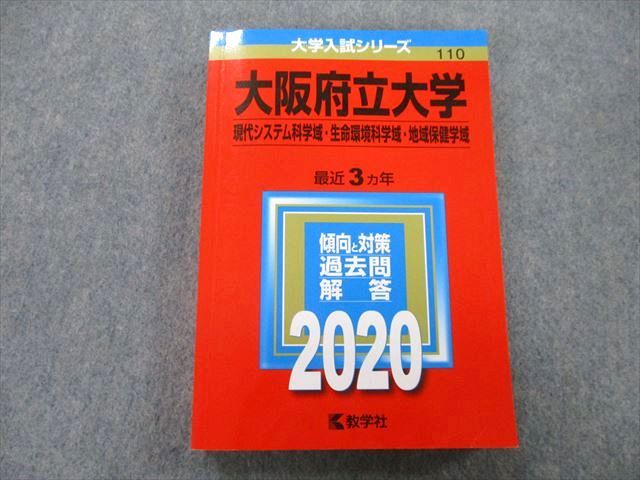 大学入試シリーズ
110
大阪府立大学
現代システム科学域・生命環境科学域・地域保健学域
最近3ヵ年
傾向と対策
過去問
解答
2020
教学社